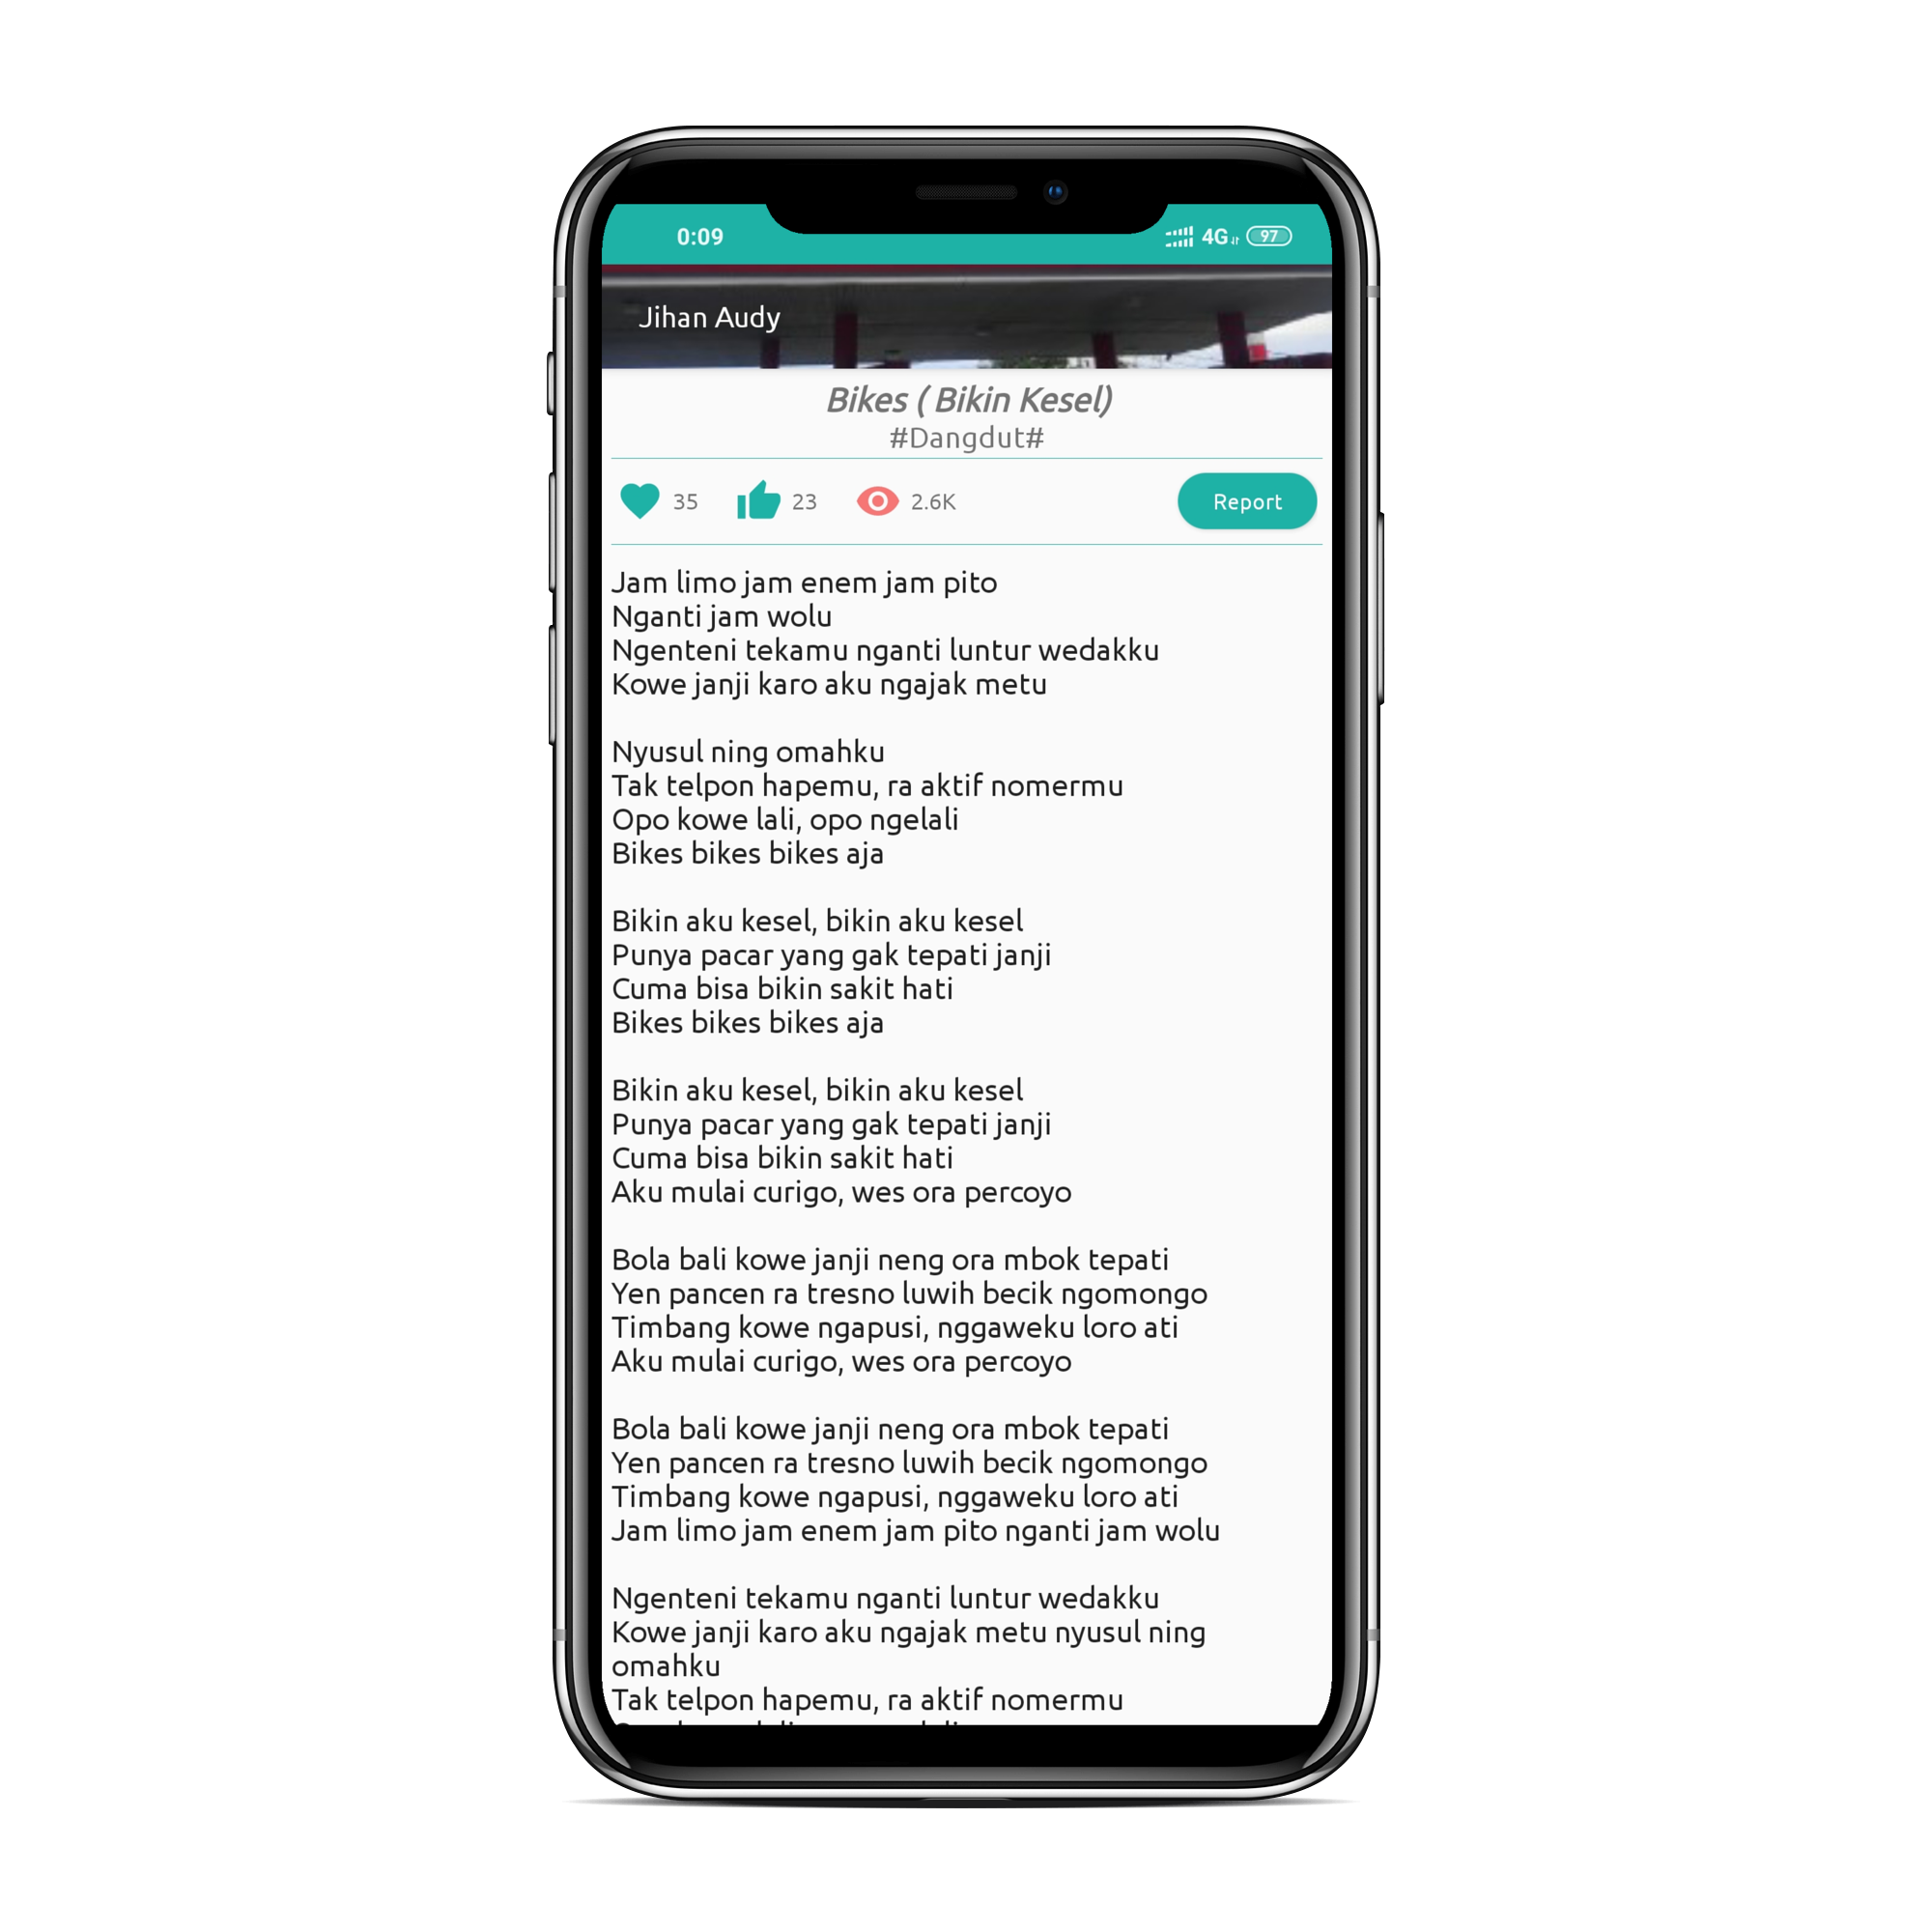 0:09
4G
97
Jihan Audy
Bikes ( Bikin Kesel)
#Dangdut#
35
23
2.6K
Report
Jam limo jam enem jam pito
Nganti jam wolu
Ngenteni tekamu nganti luntur wedakku
Kowe janji karo aku ngajak metu
Nyusul ning omahku
Tak telpon hapemu, ra aktif nomermu
Opo kowe lali, opo ngelali
Bikes bikes bikes aja
Bikin aku kesel, bikin aku kesel
Punya pacar yang gak tepati janji
Cuma bisa bikin sakit hati
Bikes bikes bikes aja
Bikin aku kesel, bikin aku kesel
Punya pacar yang gak tepati janji
Cuma bisa bikin sakit hati
Aku mulai curigo, wes ora percoyo
Bola bali kowe janji neng ora mbok tepati
Yen pancen ra tresno luwih becik ngomongo
Timbang kowe ngapusi, nggaweku loro ati
Aku mulai curigo, wes ora percoyo
Bola bali kowe janji neng ora mbok tepati
Yen pancen ra tresno luwih becik ngomongo
Timbang kowe ngapusi, nggaweku loro ati
Jam limo jam enem jam pito nganti jam wolu
Ngenteni tekamu nganti luntur wedakku
Kowe janji karo aku ngajak metu nyusul ning
omahku
Tak telpon hapemu, ra aktif nomermu